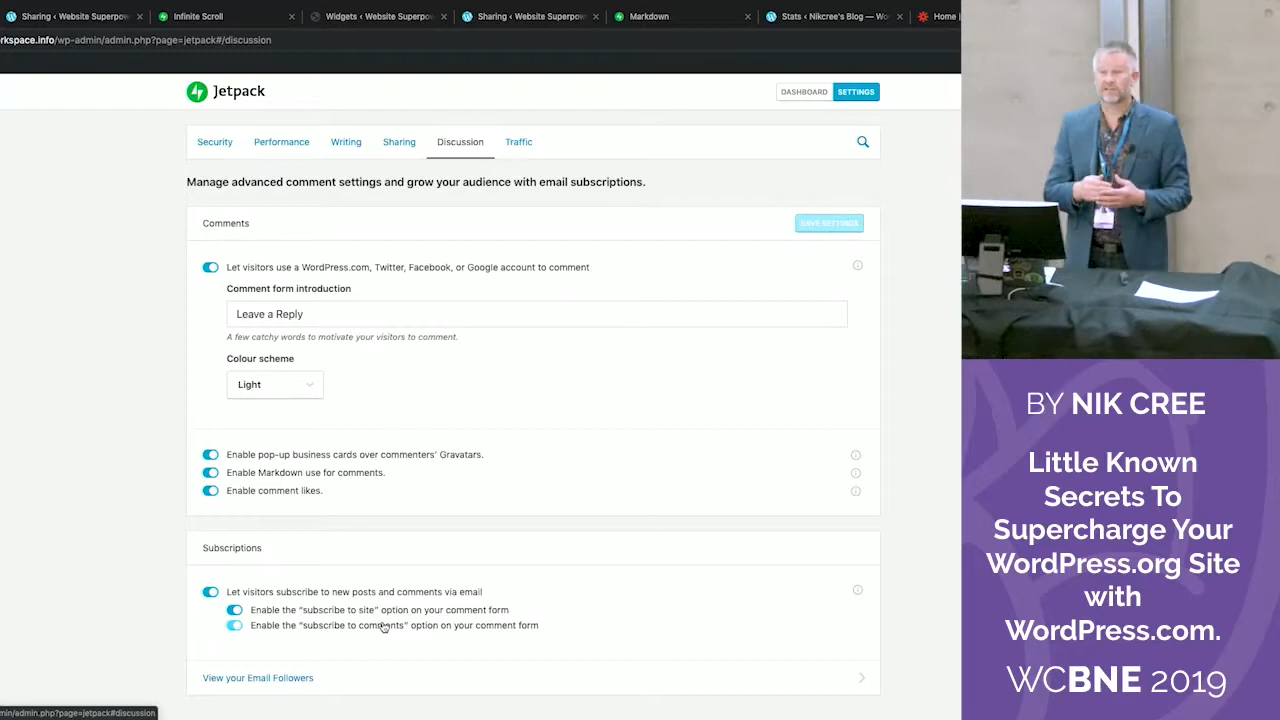 Sharing ‹ Website Superpow
Infinite Scroll
Widgets ‹ Website Superpow
Sharing ‹ Website Superpow
Markdown
Stats ‹ Nikcree's Blog — Wo
Home |
rkspace.info/wp-admin/admin.php?page=jetpack#/discussion
Jetpack
DASHBOARD
SETTINGS
Security
Performance
Writing
Sharing
Discussion
Traffic
Manage advanced comment settings and grow your audience with email subscriptions.
Comments
SAVE SETTINGS
Let visitors use a WordPress.com, Twitter, Facebook, or Google account to comment
Comment form introduction
Leave a Reply
A few catchy words to motivate your visitors to comment.
Colour scheme
Light
Enable pop-up business cards over commenters' Gravatars.
Enable Markdown use for comments.
Enable comment likes.
Subscriptions
Let visitors subscribe to new posts and comments via email
Enable the "subscribe to site" option on your comment form
Enable the "subscribe to comments" option on your comment form
View your Email Followers
min/admin.php?page=jetpack#discussion
BY NIK CREE
Little Known
Secrets To
Supercharge Your
WordPress.org Site
with
WordPress.com.
WCBNE 2019